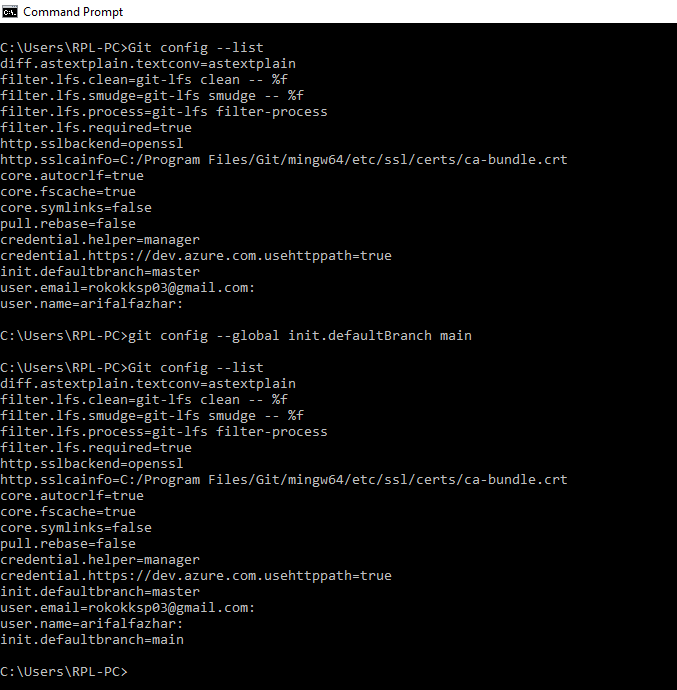 Command Prompt
C:\Users\RPL-PC>Git config --list
diff.astextplain.textconv=astextplain
filter.lfs.clean=git-lfs clean -- %f
filter.lfs.smudge=git-lfs smudge -- %f
filter.lfs.process=git-lfs filter-process
filter.lfs.required=true
http.sslbackend=openssl
http.sslcainfo=C:/Program Files/Git/mingw64/etc/ssl/certs/ca-bundle.crt
core.autocrlf=true
core.fscache=true
core.symlinks=false
pull.rebase=false
credential.helper=manager
credential.https://dev.azure.com.usehttppath=true
init.defaultbranch=master
user.email=rokokksp03@gmail.com:
user.name=arifalfazhar:
C:\Users\RPL-PC>git config --global init.defaultBranch main
C:\Users\RPL-PC>Git config --list
diff.astextplain.textconv=astextplain
filter.lfs.clean=git-lfs clean -- %f
filter.lfs.smudge=git-lfs smudge -- %f
filter.lfs.process=git-lfs filter-process
filter.lfs.required=true
http.sslbackend=openssl
http.sslcainfo=C:/Program Files/Git/mingw64/etc/ssl/certs/ca-bundle.crt
core.autocrlf=true
core.fscache=true
core.symlinks=false
pull.rebase=false
credential.helper=manager
credential.https://dev.azure.com.usehttppath=true
init.defaultbranch=master
user.email=rokokksp03@gmail.com:
user.name=arifalfazhar:
init.defaultbranch=main
C:\Users\RPL-PC>